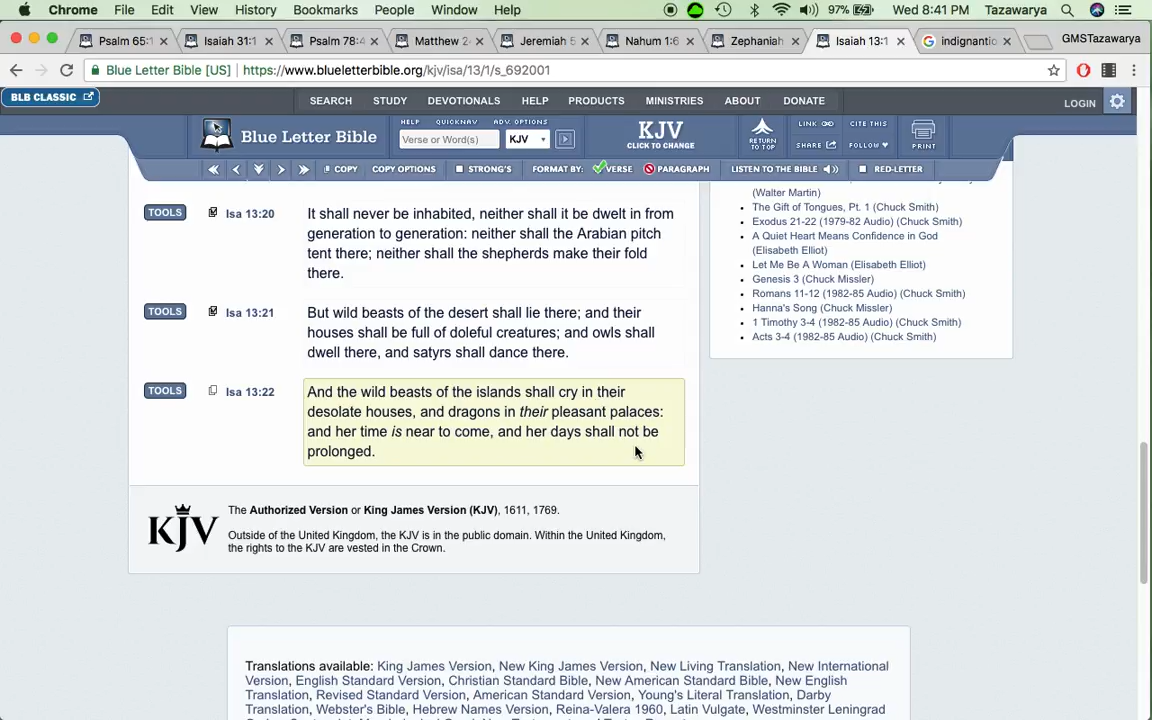 Chrome File Edit View History Bookmarks People Window Help 97% Wed 8:41 PM Tazawarya
Psalm 65:1 Isaiah 31:1 Psalm 78:4 Matthew 2 Jeremiah 5 Nahum 1:6 Zephaniah Isaiah 13:1 indignantio GMSTazawarya
Blue Letter Bible [US] https://www.blueletterbible.org/kjv/isa/13/1/s_692001
BLB CLASSIC
SEARCH STUDY DEVOTIONALS HELP PRODUCTS MINISTRIES ABOUT DONATE LOGIN
HELP QUICKNAV ADV. OPTIONS
Blue Letter Bible Verse or Word(s) KJV
KJV
CLICK TO CHANGE
RETURN
TO TOP
LINK CITE THIS
SHARE FOLLOW
PRINT
COPY COPY OPTIONS STRONG'S FORMAT BY: VERSE PARAGRAPH LISTEN TO THE BIBLE RED-LETTER
TOOLS Isa 13:20 It shall never be inhabited, neither shall it be dwelt in from
generation to generation: neither shall the Arabian pitch
tent there; neither shall the shepherds make their fold
there.
TOOLS Isa 13:21 But wild beasts of the desert shall lie there; and their
houses shall be full of doleful creatures; and owls shall
dwell there, and satyrs shall dance there.
TOOLS Isa 13:22 And the wild beasts of the islands shall cry in their
desolate houses, and dragons in their pleasant palaces:
and her time is near to come, and her days shall not be
prolonged.
(Walter Martin)
The Gift of Tongues, Pt. 1 (Chuck Smith)
Exodus 21-22 (1979-82 Audio) (Chuck Smith)
A Quiet Heart Means Confidence in God
(Elisabeth Elliot)
Let Me Be A Woman (Elisabeth Elliot)
Genesis 3 (Chuck Missler)
Romans 11-12 (1982-85 Audio) (Chuck Smith)
Hanna's Song (Chuck Missler)
1 Timothy 3-4 (1982-85 Audio) (Chuck Smith)
Acts 3-4 (1982-85 Audio) (Chuck Smith)
KJV
The Authorized Version or King James Version (KJV), 1611, 1769.
Outside of the United Kingdom, the KJV is in the public domain. Within the United Kingdom,
the rights to the KJV are vested in the Crown.
Translations available: King James Version, New King James Version, New Living Translation, New International
Version, English Standard Version, Christian Standard Bible, New American Standard Bible, New English
Translation, Revised Standard Version, American Standard Version, Young's Literal Translation, Darby
Translation, Webster's Bible, Hebrew Names Version, Reina-Valera 1960, Latin Vulgate, Westminster Leningrad